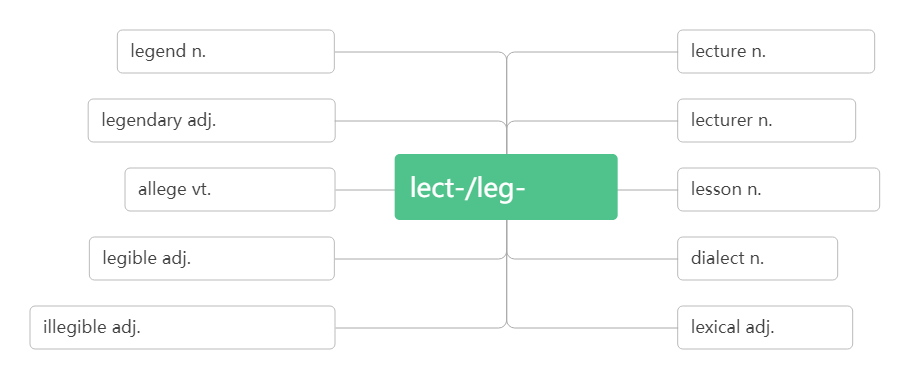 legend n.
legendary adj.
allege vt.
legible adj.
illegible adj.
lect-/leg-
lecture n.
lecturer n.
lesson n.
dialect n.
lexical adj.